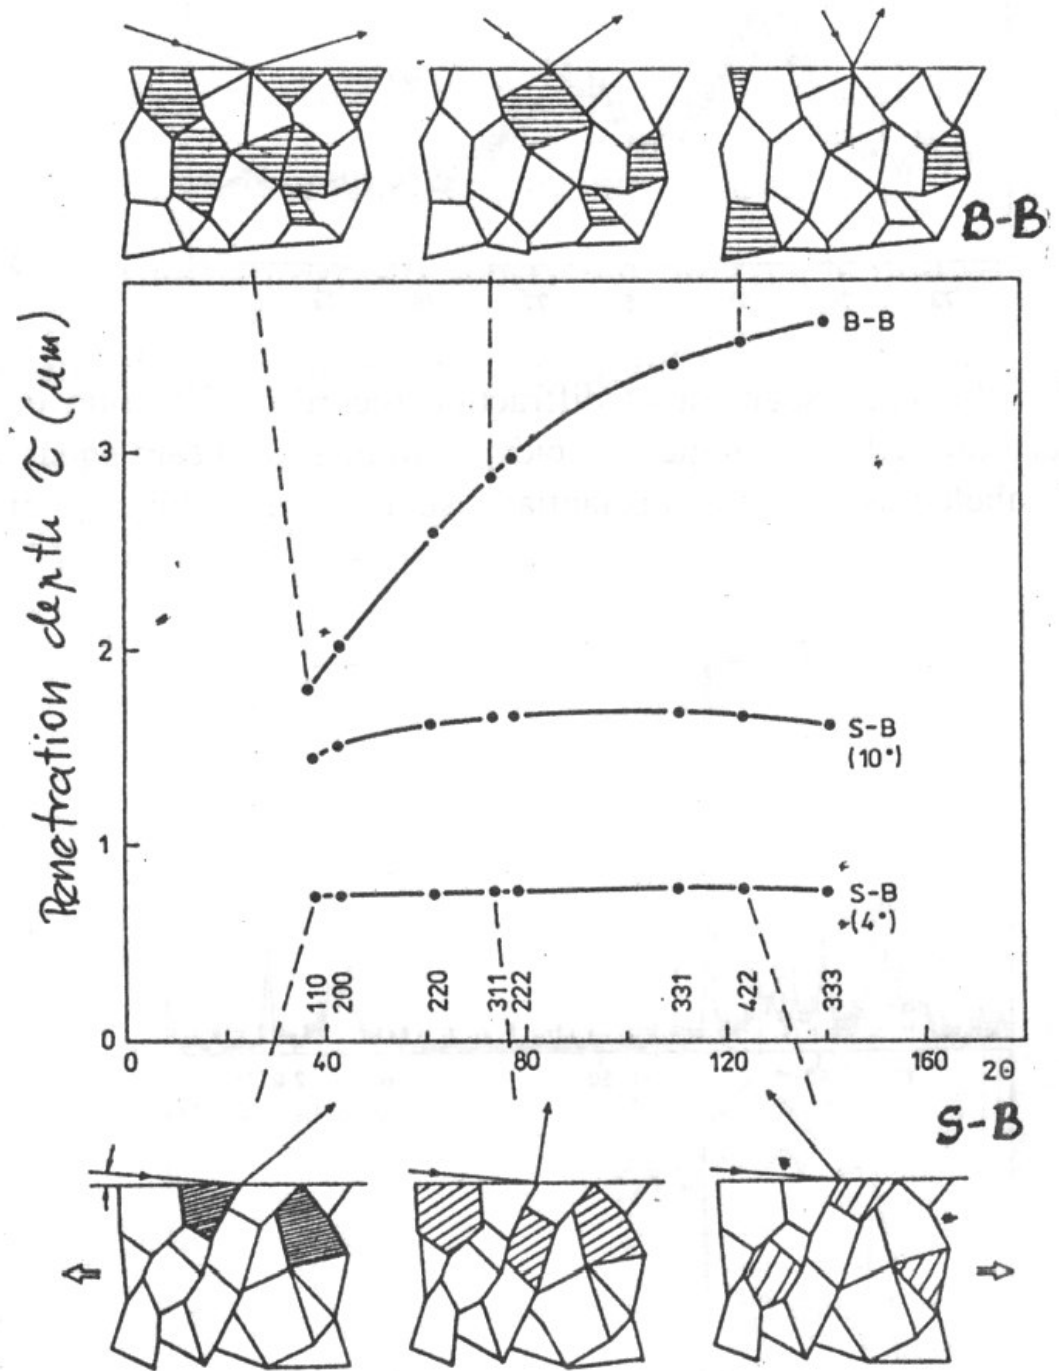 B-B
Penetration depth τ (μm)
B-B
3
2
S-B
(10°)
1
S-B
(4°)
110
200
220
311
222
331
422
333
0
0 40 80 120 160 2θ
S-B